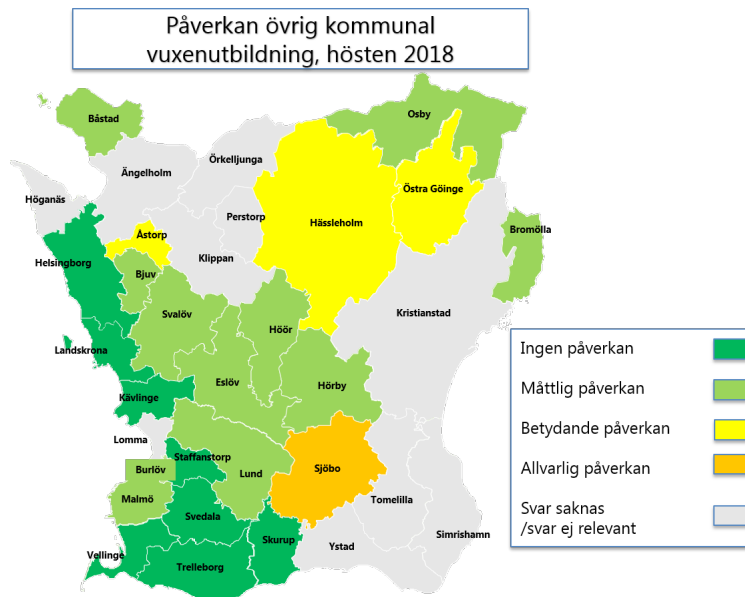 Påverkan övrig kommunal
vuxenutbildning, hösten 2018
Osby
Båstad
Örkelljunga
Ängelholm
Östra Göinge
Höganäs
Perstorp
Hässleholm
Bromölla
Åstorp
Klippan
Helsingborg
Bjuv
Kristianstad
Svalöv
Höör
Landskrona
Eslöv
Hörby
Kävlinge
Lomma
Staffanstorp
Burlöv
Sjöbo
Lund
Malmö
Tomelilla
Svedala
Simrishamn
Skurup
Ystad
Vellinge
Trelleborg
Ingen påverkan
Måttlig påverkan
Betydande påverkan
Allvarlig påverkan
Svar saknas
/svar ej relevant